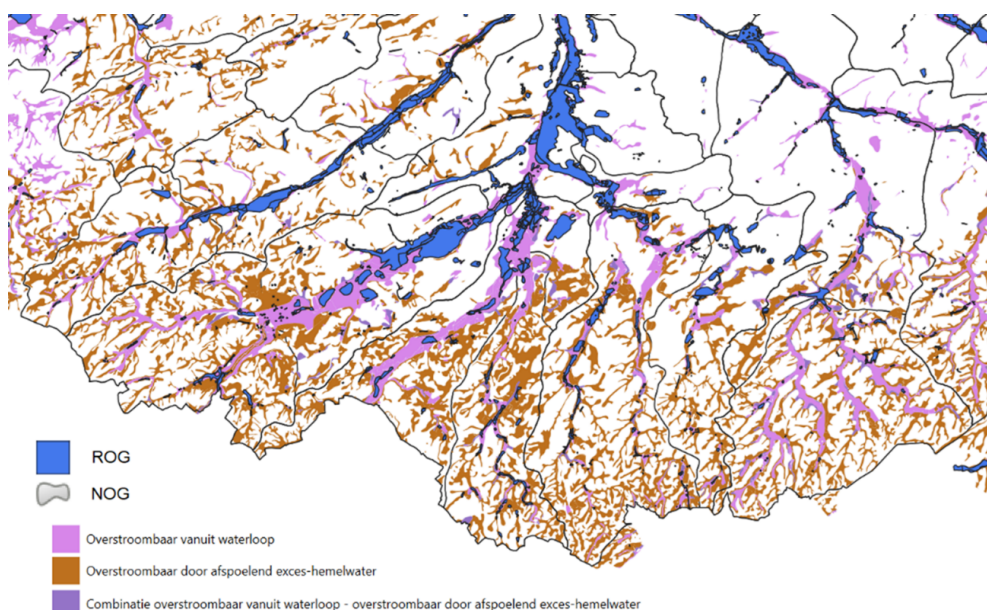 ROG
NOG
Overstroombaar vanuit waterloop
Overstroombaar door afspoelend exces-hemelwater
Combinatie overstroombaar vanuit waterloop - overstroombaar door afspoelend exces-hemelwater